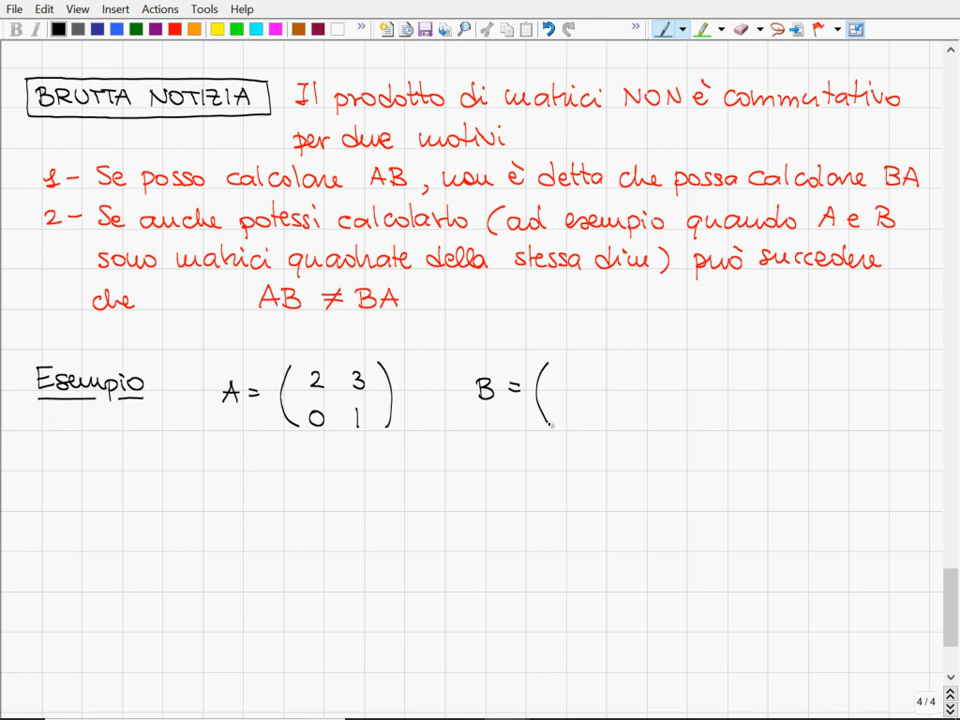 File Edit View Insert Actions Tools Help
B I
BRUTTA NOTIZIA Il prodotto di matrici NON è commutativo
per due motivi
1- Se posso calcolare AB, non è detta che possa calcolare BA
2- Se anche potessi calcolarlo (ad esempio quando A e B
sono matrici quadrate della stessa dim) può succedere
che AB ≠ BA
Esempio A = ( 2 3 B = (
0 1 )
4 / 4